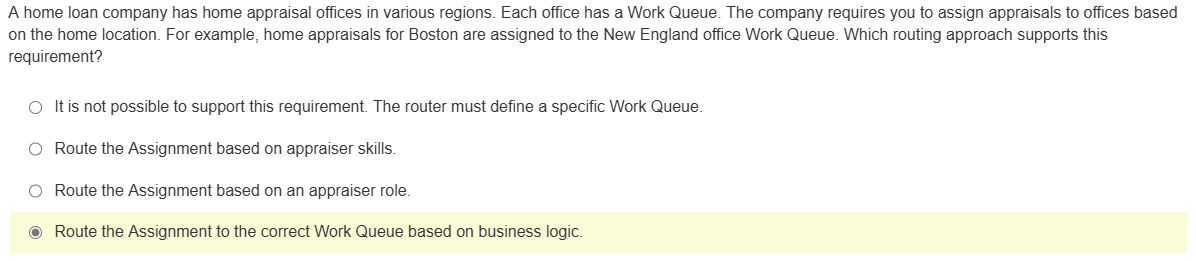 A home loan company has home appraisal offices in various regions. Each office has a Work Queue. The company requires you to assign appraisals to offices based
on the home location. For example, home appraisals for Boston are assigned to the New England office Work Queue. Which routing approach supports this
requirement?
It is not possible to support this requirement. The router must define a specific Work Queue.
Route the Assignment based on appraiser skills.
Route the Assignment based on an appraiser role.
Route the Assignment to the correct Work Queue based on business logic.